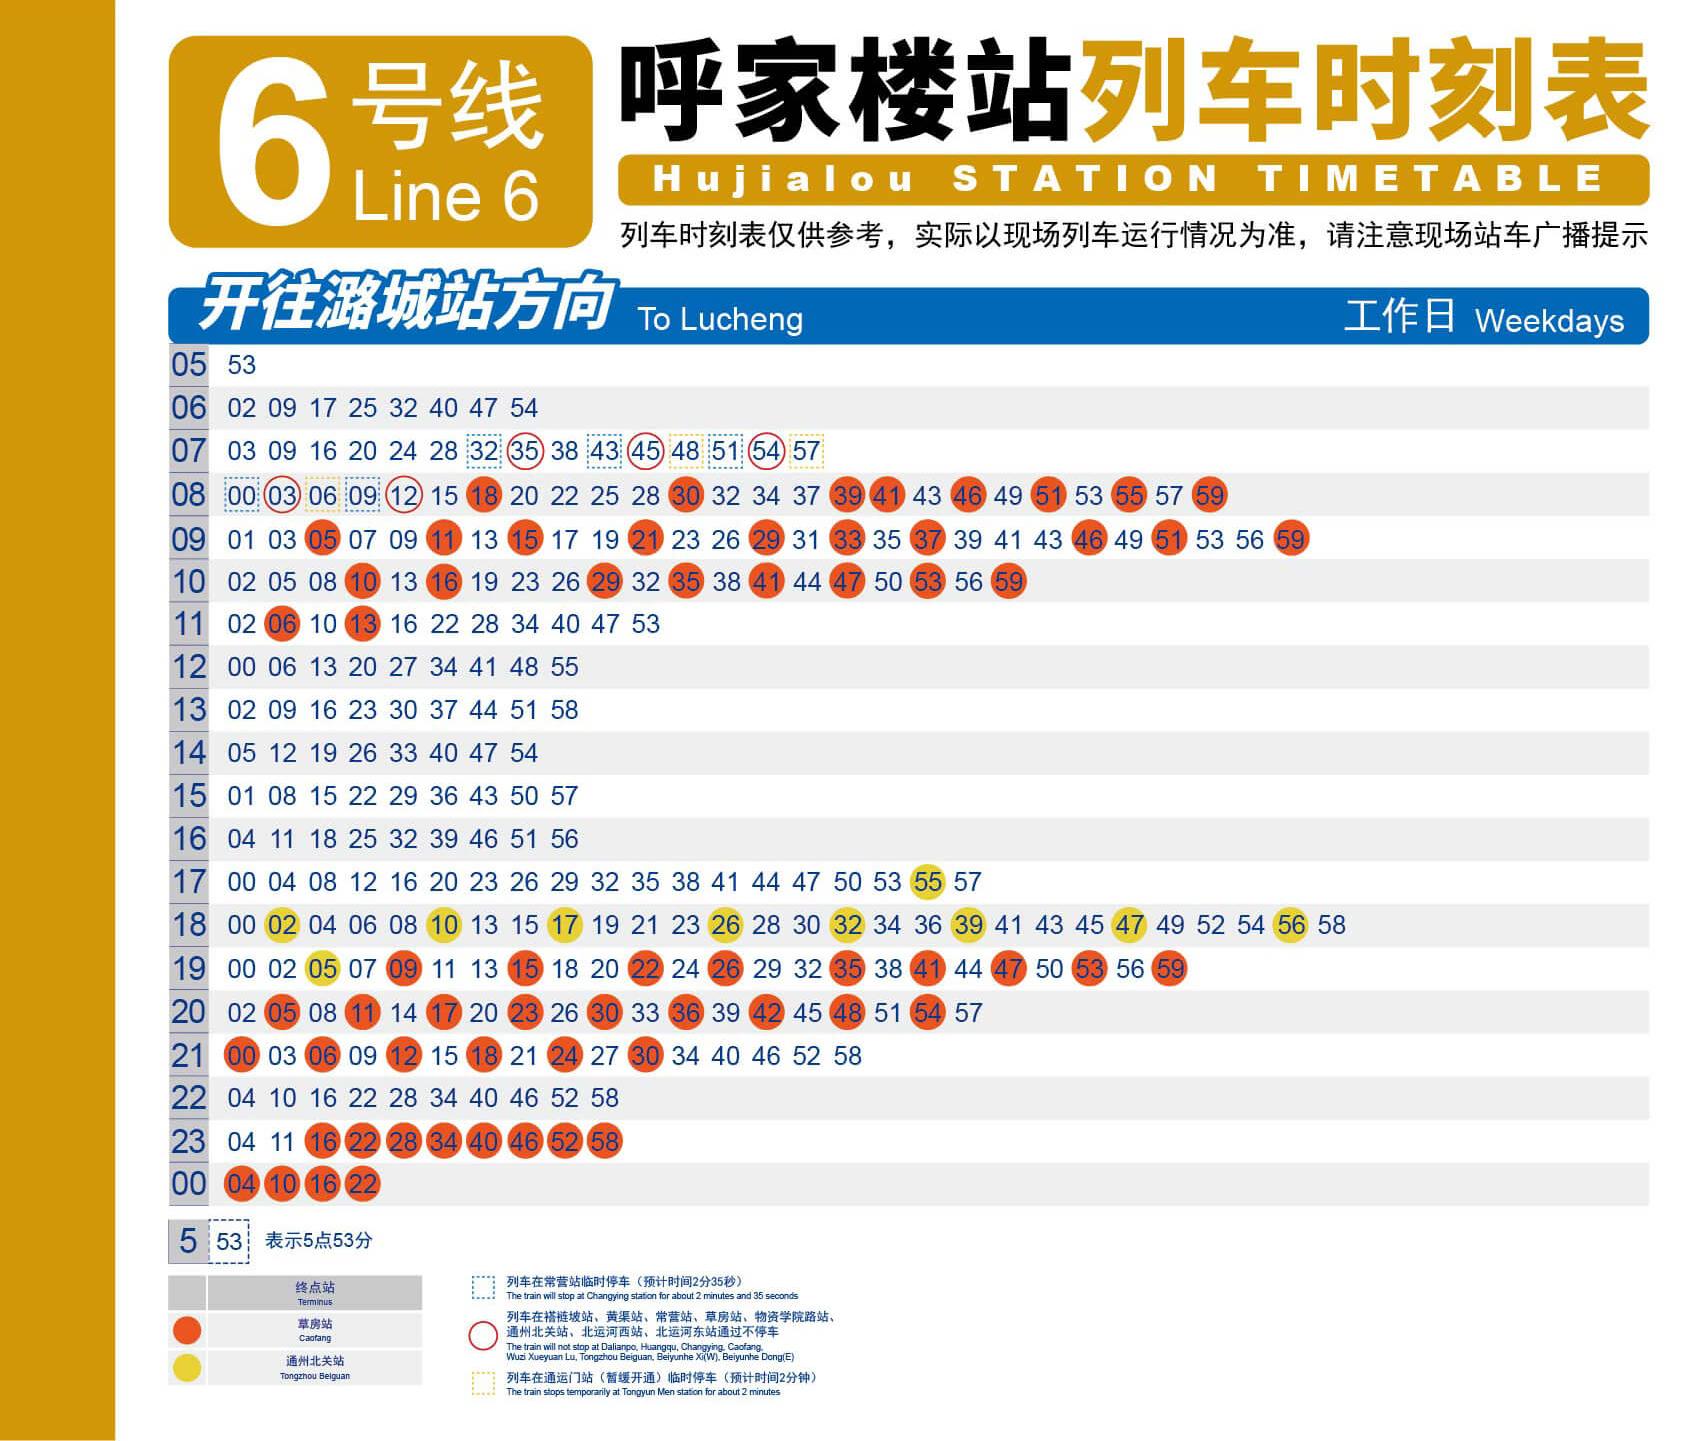 6 号线
Line 6
呼家楼站列车时刻表
Hujialou STATION TIMETABLE
列车时刻表仅供参考，实际以现场列车运行情况为准，请注意现场站车广播提示
开往潞城站方向 To Lucheng 工作日 Weekdays
05 53
06 02 09 17 25 32 40 47 54
07 03 09 16 20 24 28 32 35 38 43 45 48 51 54 57
08 00 03 06 09 12 15 18 20 22 25 28 30 32 34 37 39 41 43 46 49 51 53 55 57 59
09 01 03 05 07 09 11 13 15 17 19 21 23 26 29 31 33 35 37 39 41 43 46 49 51 53 56 59
10 02 05 08 10 13 16 19 23 26 29 32 35 38 41 44 47 50 53 56 59
11 02 06 10 13 16 22 28 34 40 47 53
12 00 06 13 20 27 34 41 48 55
13 02 09 16 23 30 37 44 51 58
14 05 12 19 26 33 40 47 54
15 01 08 15 22 29 36 43 50 57
16 04 11 18 25 32 39 46 51 56
17 00 04 08 12 16 20 23 26 29 32 35 38 41 44 47 50 53 55 57
18 00 02 04 06 08 10 13 15 17 19 21 23 26 28 30 32 34 36 39 41 43 45 47 49 52 54 56 58
19 00 02 05 07 09 11 13 15 18 20 22 24 26 29 32 35 38 41 44 47 50 53 56 59
20 02 05 08 11 14 17 20 23 26 30 33 36 39 42 45 48 51 54 57
21 00 03 06 09 12 15 18 21 24 27 30 34 40 46 52 58
22 04 10 16 22 28 34 40 46 52 58
23 04 11 16 22 28 34 40 46 52 58
00 04 10 16 22
5 53 表示5点53分
终点站
Terminus
草房站
Caofang
通州北关站
Tongzhou Beiguan
列车在常营站临时停车（预计时间2分35秒）
The train will stop at Changying station for about 2 minutes and 35 seconds
列车在褡裢坡站、黄渠站、常营站、草房站、物资学院路站、
通州北关站、北运河西站、北运河东站通过不停车
The train will not stop at Dalianpo, Huangqu, Changying, Caofang,
Wuzi Xueyuan Lu, Tongzhou Beiguan, Beiyunhe Xi(W), Beiyunhe Dong(E)
列车在通运门站（暂缓开通）临时停车（预计时间2分钟）
The train stops temporarily at Tongyun Men station for about 2 minutes